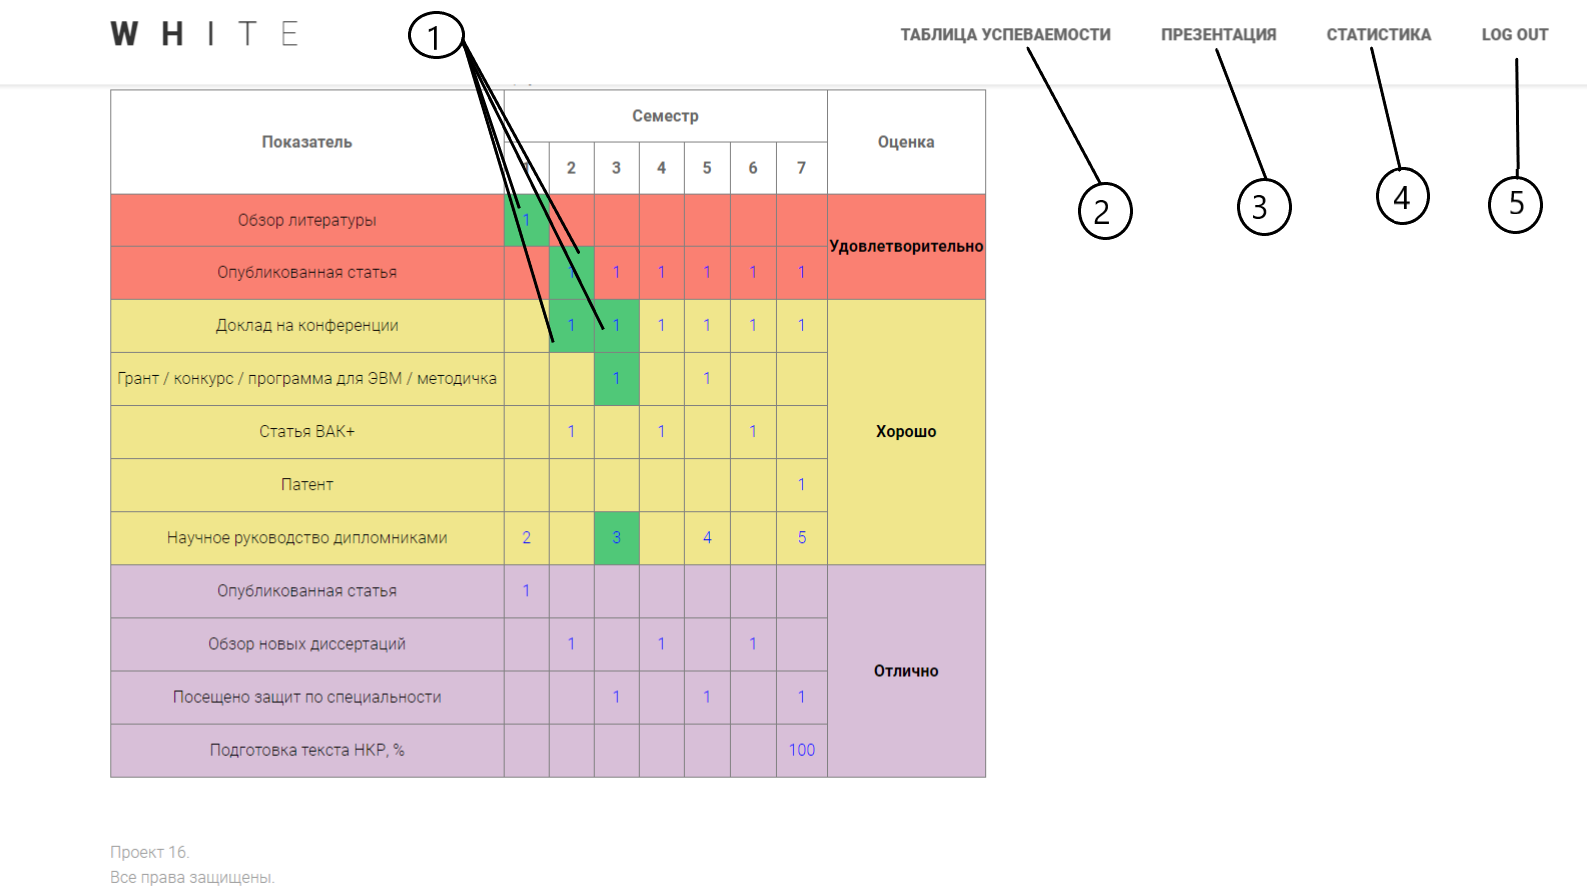 WHITE
1
ТАБЛИЦА УСПЕВАЕМОСТИ ПРЕЗЕНТАЦИЯ СТАТИСТИКА LOG OUT
2 3 4 5
Показатель Семестр Оценка
1 2 3 4 5 6 7
Обзор литературы 1
Удовлетворительно
Опубликованная статья 1 1 1 1 1 1
Доклад на конференции 1 1 1 1 1 1
Грант / конкурс / программа для ЭВМ / методичка 1 1
Статья ВАК+ 1 1 1 Хорошо
Патент 1
Научное руководство дипломниками 2 3 4 5
Опубликованная статья 1
Обзор новых диссертаций 1 1 1
Отлично
Посещено защит по специальности 1 1 1
Подготовка текста НКР, % 100
Проект 16.
Все права защищены.